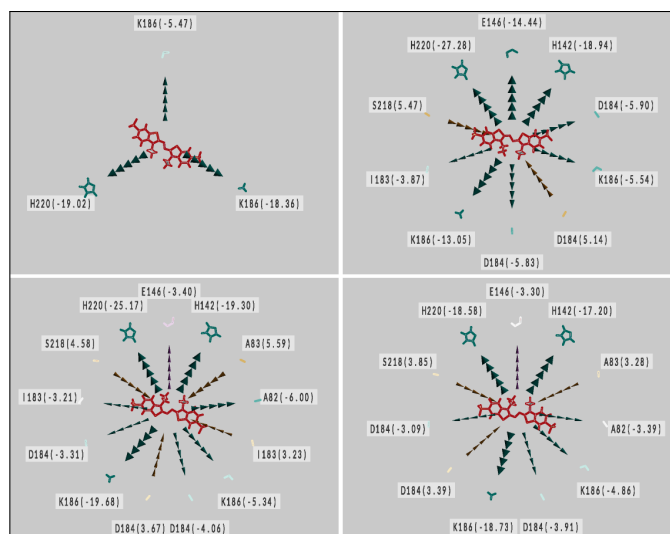 K186(-5.47)
H220(-19.02)
K186(-18.36)
E146(-14.44)
H220(-27.28)
H142(-18.94)
S218(5.47)
D184(-5.90)
I183(-3.87)
K186(-5.54)
K186(-13.05)
D184(5.14)
D184(-5.83)
E146(-3.40)
H220(-25.17)
H142(-19.30)
S218(4.58)
A83(5.59)
I183(-3.21)
A82(-6.00)
D184(-3.31)
I183(3.23)
K186(-19.68)
K186(-5.34)
D184(3.67)
D184(-4.06)
E146(-3.30)
H220(-18.58)
H142(-17.20)
S218(3.85)
A83(3.28)
D184(-3.09)
A82(-3.39)
D184(3.39)
K186(-4.86)
K186(-18.73)
D184(-3.91)